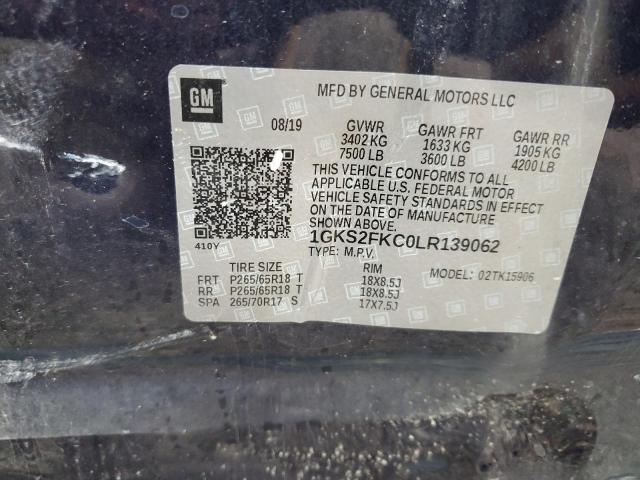 GM
MFD BY GENERAL MOTORS LLC
08/19 GVWR GAWR FRT GAWR RR
3402 KG 1633 KG 1905 KG
7500 LB 3600 LB 4200 LB
THIS VEHICLE CONFORMS TO ALL
APPLICABLE U.S. FEDERAL MOTOR
VEHICLE SAFETY STANDARDS IN EFFECT
ON THE DATE OF MANUFACTURE
SHOWN ABOVE.
1GKS2FKC0LR139062
410Y
TYPE: M.P.V. MODEL: 02TK15906
TIRE SIZE RIM
FRT P265/65R18 T 18X8.5J
RR P265/65R18 T 18X8.5J
SPA 265/70R17 S 17X7.5J